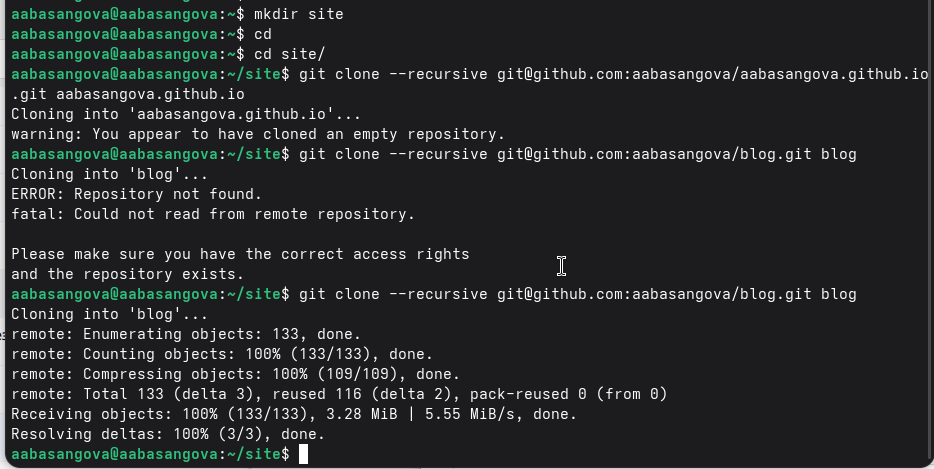 aabasangova@aabasangova:~$ mkdir site
aabasangova@aabasangova:~$ cd
aabasangova@aabasangova:~$ cd site/
aabasangova@aabasangova:~/site$ git clone --recursive git@github.com:aabasangova/aabasangova.github.io
.git aabasangova.github.io
Cloning into 'aabasangova.github.io'...
warning: You appear to have cloned an empty repository.
aabasangova@aabasangova:~/site$ git clone --recursive git@github.com:aabasangova/blog.git blog
Cloning into 'blog'...
ERROR: Repository not found.
fatal: Could not read from remote repository.

Please make sure you have the correct access rights
and the repository exists.
aabasangova@aabasangova:~/site$ git clone --recursive git@github.com:aabasangova/blog.git blog
Cloning into 'blog'...
remote: Enumerating objects: 133, done.
remote: Counting objects: 100% (133/133), done.
remote: Compressing objects: 100% (109/109), done.
remote: Total 133 (delta 3), reused 116 (delta 2), pack-reused 0 (from 0)
Receiving objects: 100% (133/133), 3.28 MiB | 5.55 MiB/s, done.
Resolving deltas: 100% (3/3), done.
aabasangova@aabasangova:~/site$